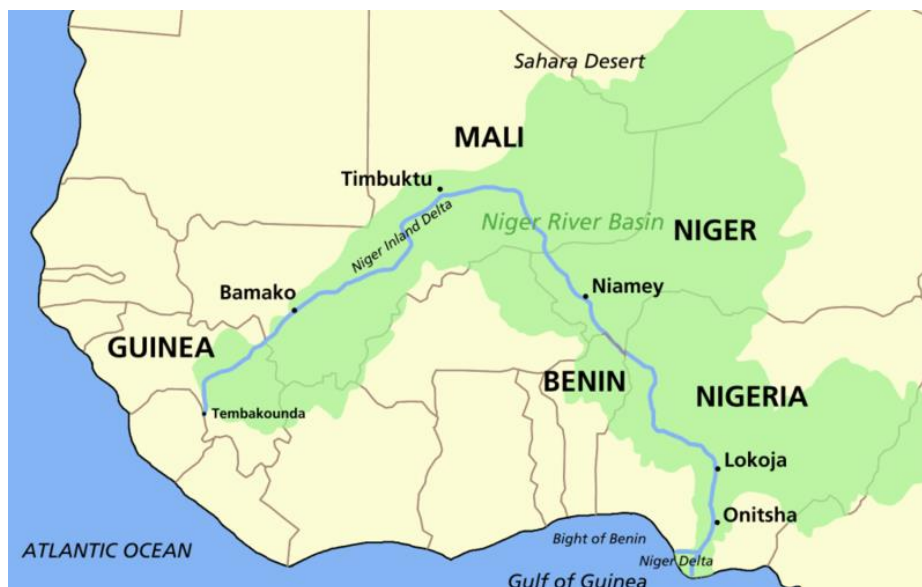 Sahara Desert
MALI
Timbuktu
Niger Inland Delta
Niger River Basin
NIGER
Bamako
Niamey
GUINEA
BENIN
NIGERIA
Tembakounda
Lokoja
Onitsha
ATLANTIC OCEAN
Bight of Benin
Niger Delta
Gulf of Guinea